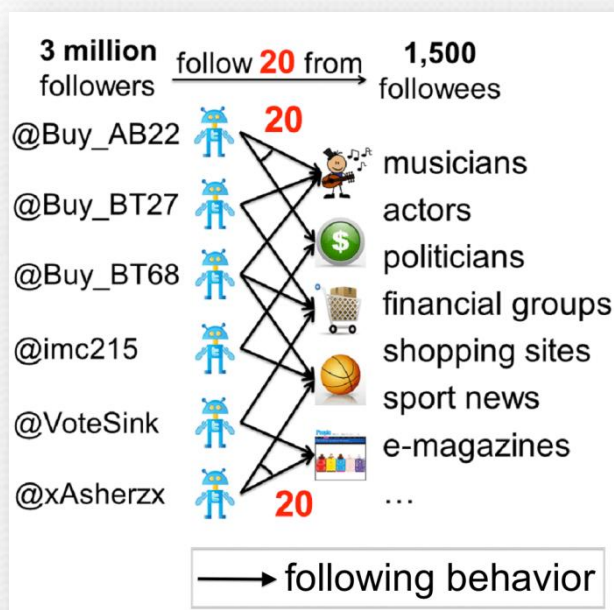 3 million
followers
follow 20 from
1,500
followees
20
@Buy_AB22
@Buy_BT27
@Buy_BT68
@imc215
@VoteSink
@xAsherzx
$
musicians
actors
politicians
financial groups
shopping sites
sport news
e-magazines
...
People
20
following behavior